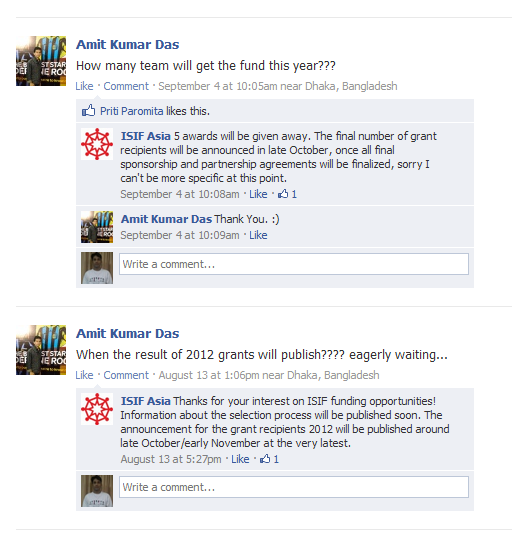 Amit Kumar Das
How many team will get the fund this year???
Like · Comment · September 4 at 10:05am near Dhaka, Bangladesh
Priti Paromita likes this.
ISIF Asia 5 awards will be given away. The final number of grant
recipients will be announced in late October, once all final
sponsorship and partnership agreements will be finalized, sorry I
can't be more specific at this point.
September 4 at 10:08am · Like · 1
Amit Kumar Das Thank You. :)
September 4 at 10:09am · Like
Write a comment...
Amit Kumar Das
When the result of 2012 grants will publish???? eagerly waiting...
Like · Comment · August 13 at 1:06pm near Dhaka, Bangladesh
ISIF Asia Thanks for your interest on ISIF funding opportunities!
Information about the selection process will be published soon. The
announcement for the grant recipients 2012 will be published around
late October/early November at the very latest.
August 13 at 5:27pm · Like · 1
Write a comment...